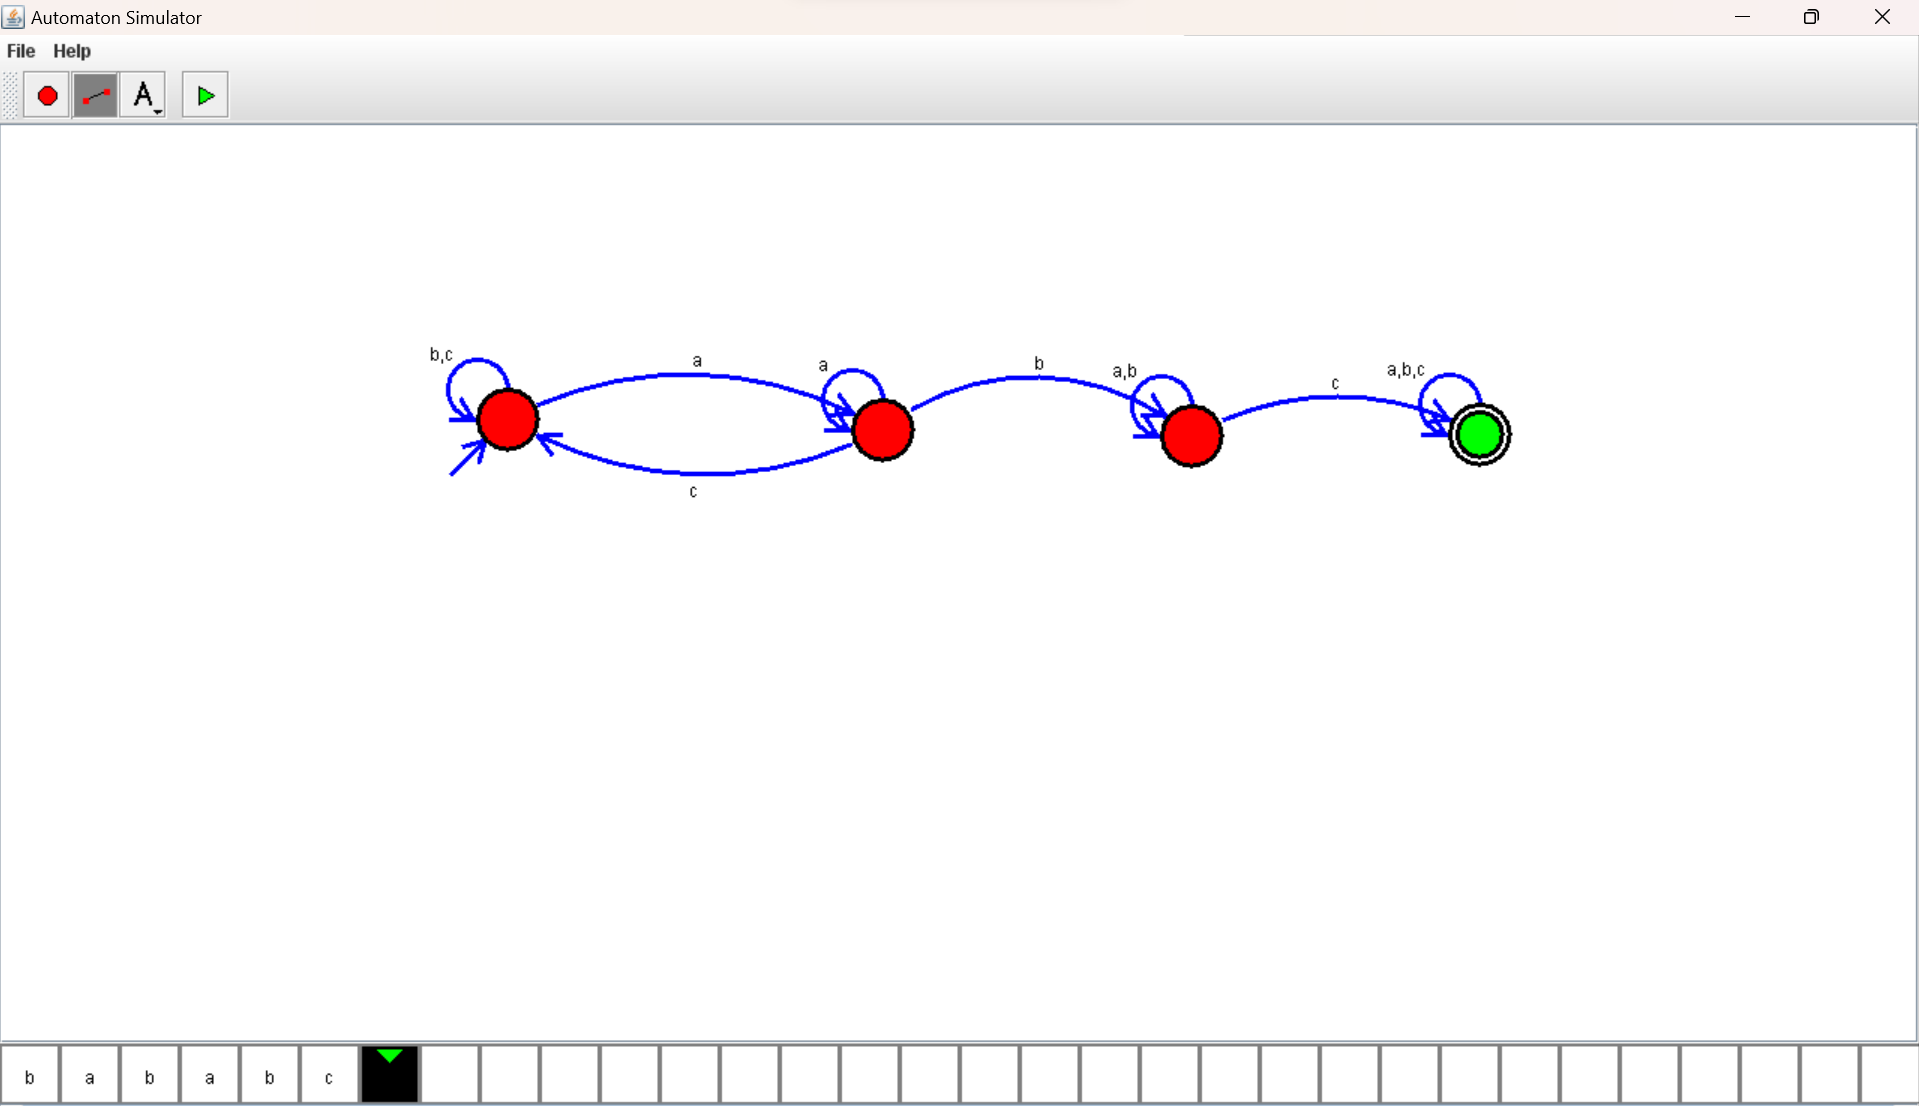 Automaton Simulator
File Help
A
b,c
a
a
b
a,b
c
a,b,c
c
b a b a b c